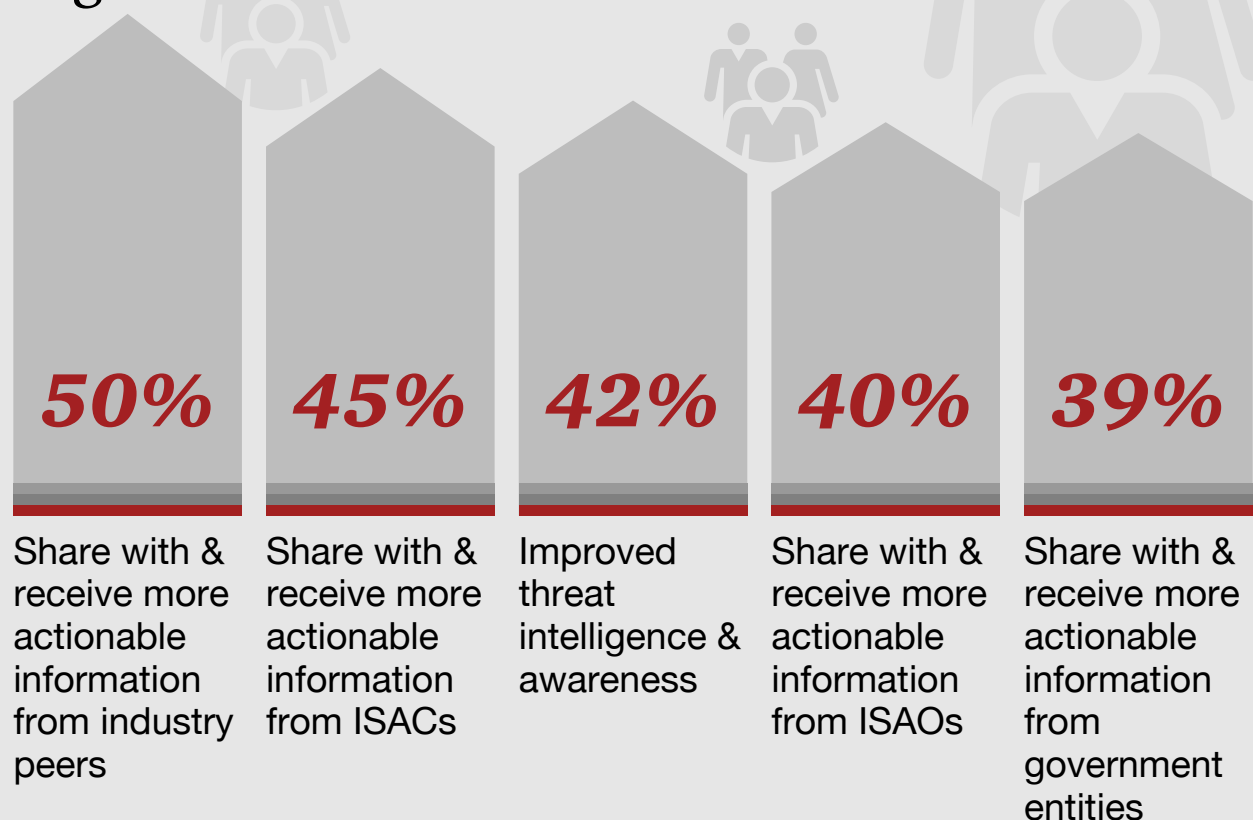 50%
45%
42%
40%
39%
Share with &
receive more
actionable
information
from industry
peers
Share with &
receive more
actionable
information
from ISACs
Improved
threat
intelligence &
awareness
Share with &
receive more
actionable
information
from ISAOs
Share with &
receive more
actionable
information
from
government
entities